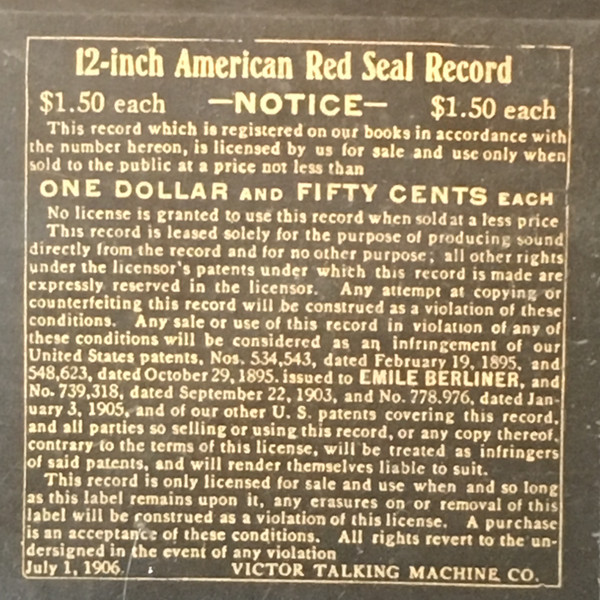 12-inch American Red Seal Record
$1.50 each —NOTICE— $1.50 each
This record which is registered on our books in accordance with
the number hereon, is licensed by us for sale and use only when
sold to the public at a price not less than
ONE DOLLAR AND FIFTY CENTS EACH
No license is granted to use this record when sold at a less price
This record is leased solely for the purpose of producing sound
directly from the record and for no other purpose; all other rights
under the licensor's patents under which this record is made are
expressly reserved in the licensor. Any attempt at copying or
counterfeiting this record will be construed as a violation of these
conditions. Any sale or use of this record in violation of any of
these conditions will be considered as an infringement of our
United States patents, Nos. 534,543, dated February 19, 1895, and
548,623, dated October 29, 1895. issued to EMILE BERLINER, and
No. 739,318, dated September 22, 1903, and No. 778.976, dated Jan-
uary 3, 1905, and of our other U. S. patents covering this record,
and all parties so selling or using this record, or any copy thereof,
contrary to the terms of this license, will be treated as infringers
of said patents, and will render themselves liable to suit.
This record is only licensed for sale and use when and so long
as this label remains upon it, any erasures on or removal of this
label will be construed as a violation of this license. A purchase
is an acceptance of these conditions. All rights revert to the un-
dersigned in the event of any violation
July 1, 1906. VICTOR TALKING MACHINE CO.